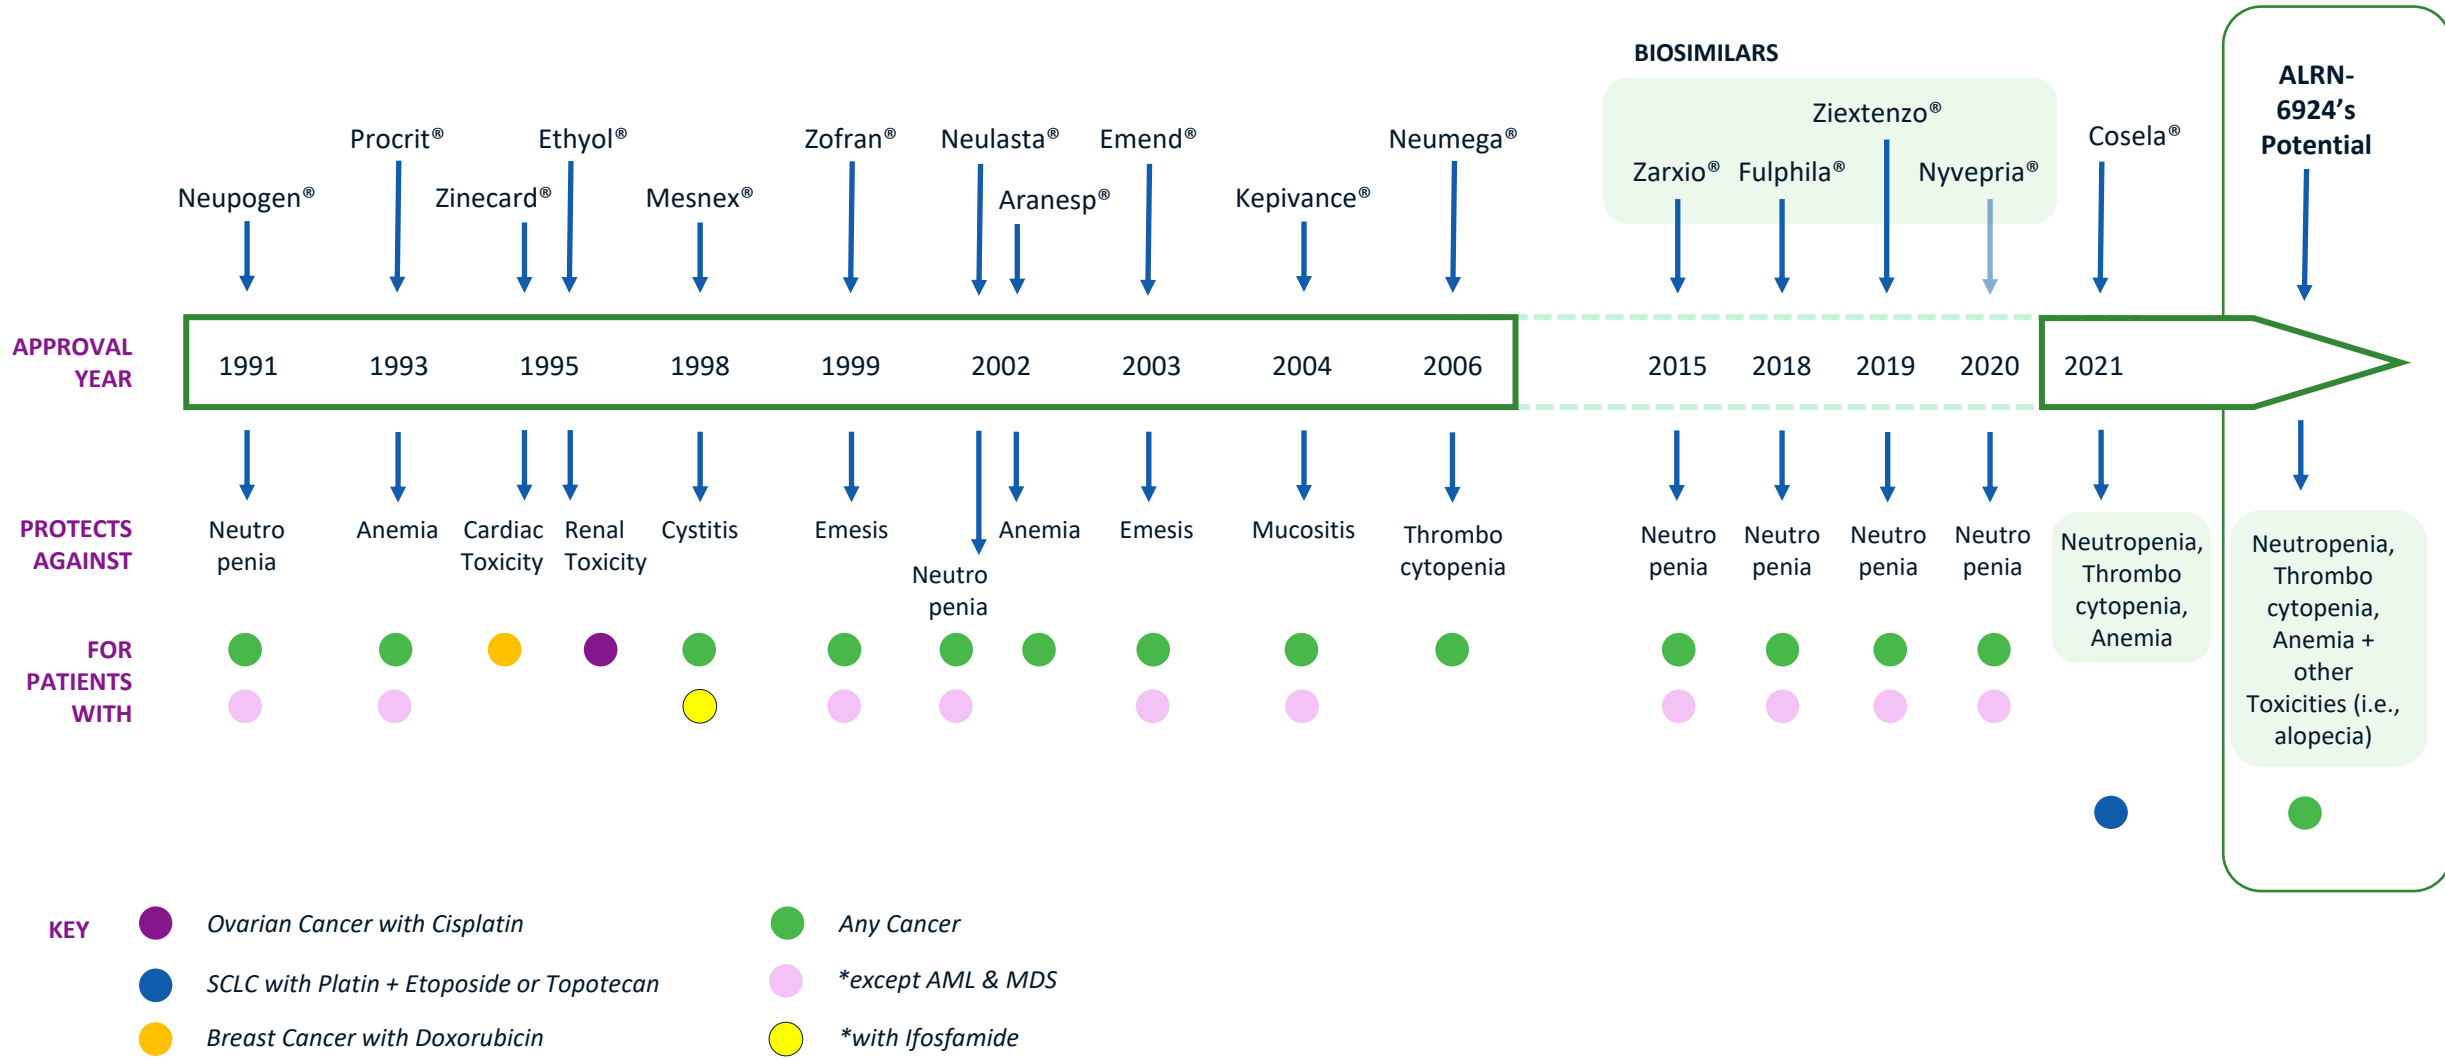 BIOSIMILARS
ALRN-
6924’s
Potential
Procrit®
Ethyol®
Zofran®
Neulasta®
Emend®
Neumega®
Ziextenzo®
Cosela®
Neupogen®
Zinecard®
Mesnex®
Aranesp®
Kepivance®
Zarxio®
Fulphila®
Nyvepria®
APPROVAL
YEAR
1991
1993
1995
1998
1999
2002
2003
2004
2006
2015
2018
2019
2020
2021
PROTECTS
AGAINST
Neutro
penia
Anemia
Cardiac
Toxicity
Renal
Toxicity
Cystitis
Emesis
Neutro
penia
Anemia
Emesis
Mucositis
Thrombo
cytopenia
Neutro
penia
Neutro
penia
Neutro
penia
Neutro
penia
Neutropenia,
Thrombo
cytopenia,
Anemia
Neutropenia,
Thrombo
cytopenia,
Anemia +
other
Toxicities (i.e.,
alopecia)
FOR
PATIENTS
WITH
KEY
Ovarian Cancer with Cisplatin
SCLC with Platin + Etoposide or Topotecan
Breast Cancer with Doxorubicin
Any Cancer
*except AML & MDS
*with Ifosfamide